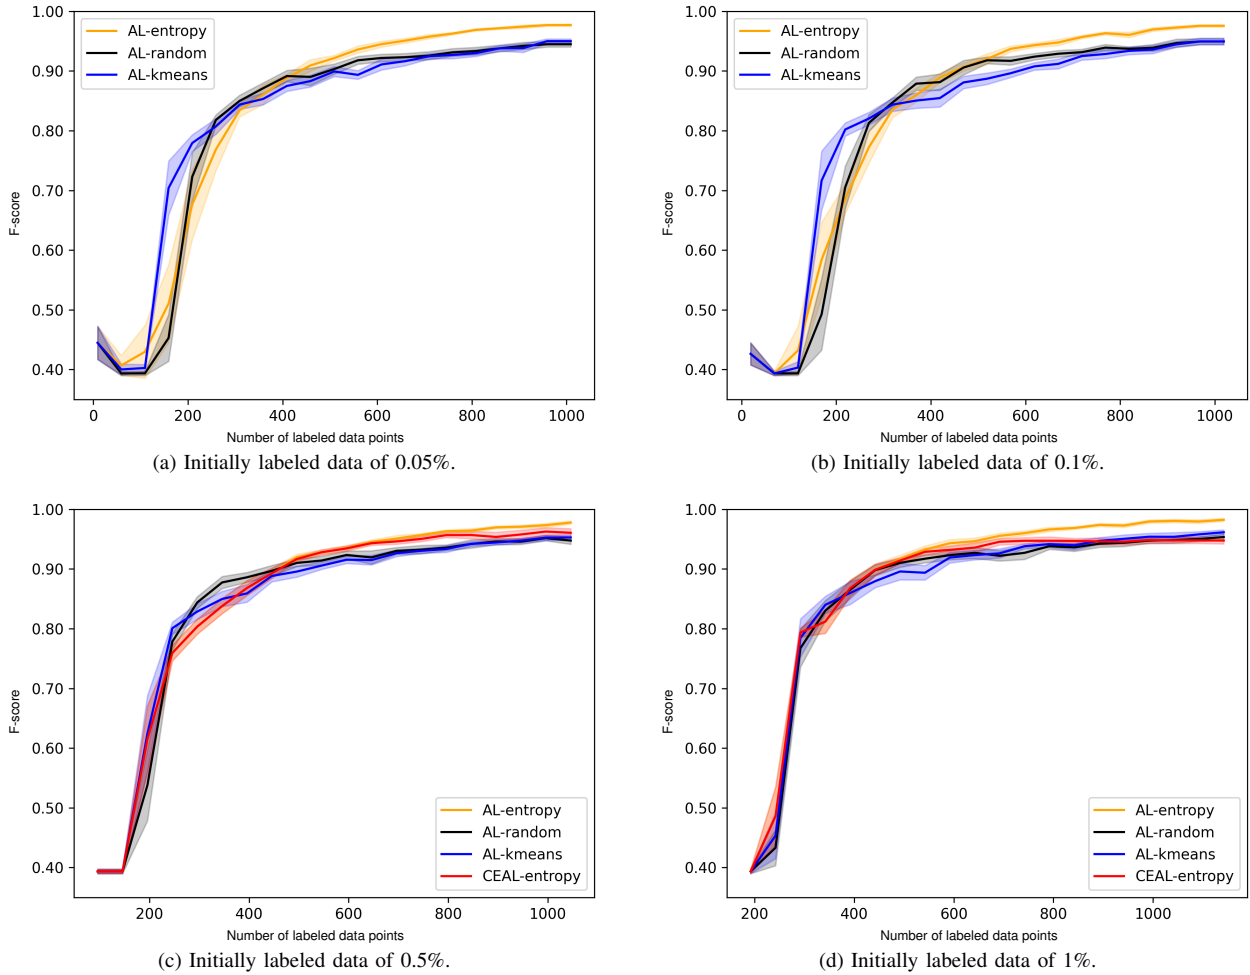 1.00
0.90
0.80
0.70
0.60
0.50
0.40
F-score
AL-entropy
AL-random
AL-kmeans
0 200 400 600 800 1000
Number of labeled data points
(a) Initially labeled data of 0.05%.
1.00
0.90
0.80
0.70
0.60
0.50
0.40
F-score
AL-entropy
AL-random
AL-kmeans
0 200 400 600 800 1000
Number of labeled data points
(b) Initially labeled data of 0.1%.
1.00
0.90
0.80
0.70
0.60
0.50
0.40
F-score
AL-entropy
AL-random
AL-kmeans
CEAL-entropy
200 400 600 800 1000
Number of labeled data points
(c) Initially labeled data of 0.5%.
1.00
0.90
0.80
0.70
0.60
0.50
0.40
F-score
AL-entropy
AL-random
AL-kmeans
CEAL-entropy
200 400 600 800 1000
Number of labeled data points
(d) Initially labeled data of 1%.